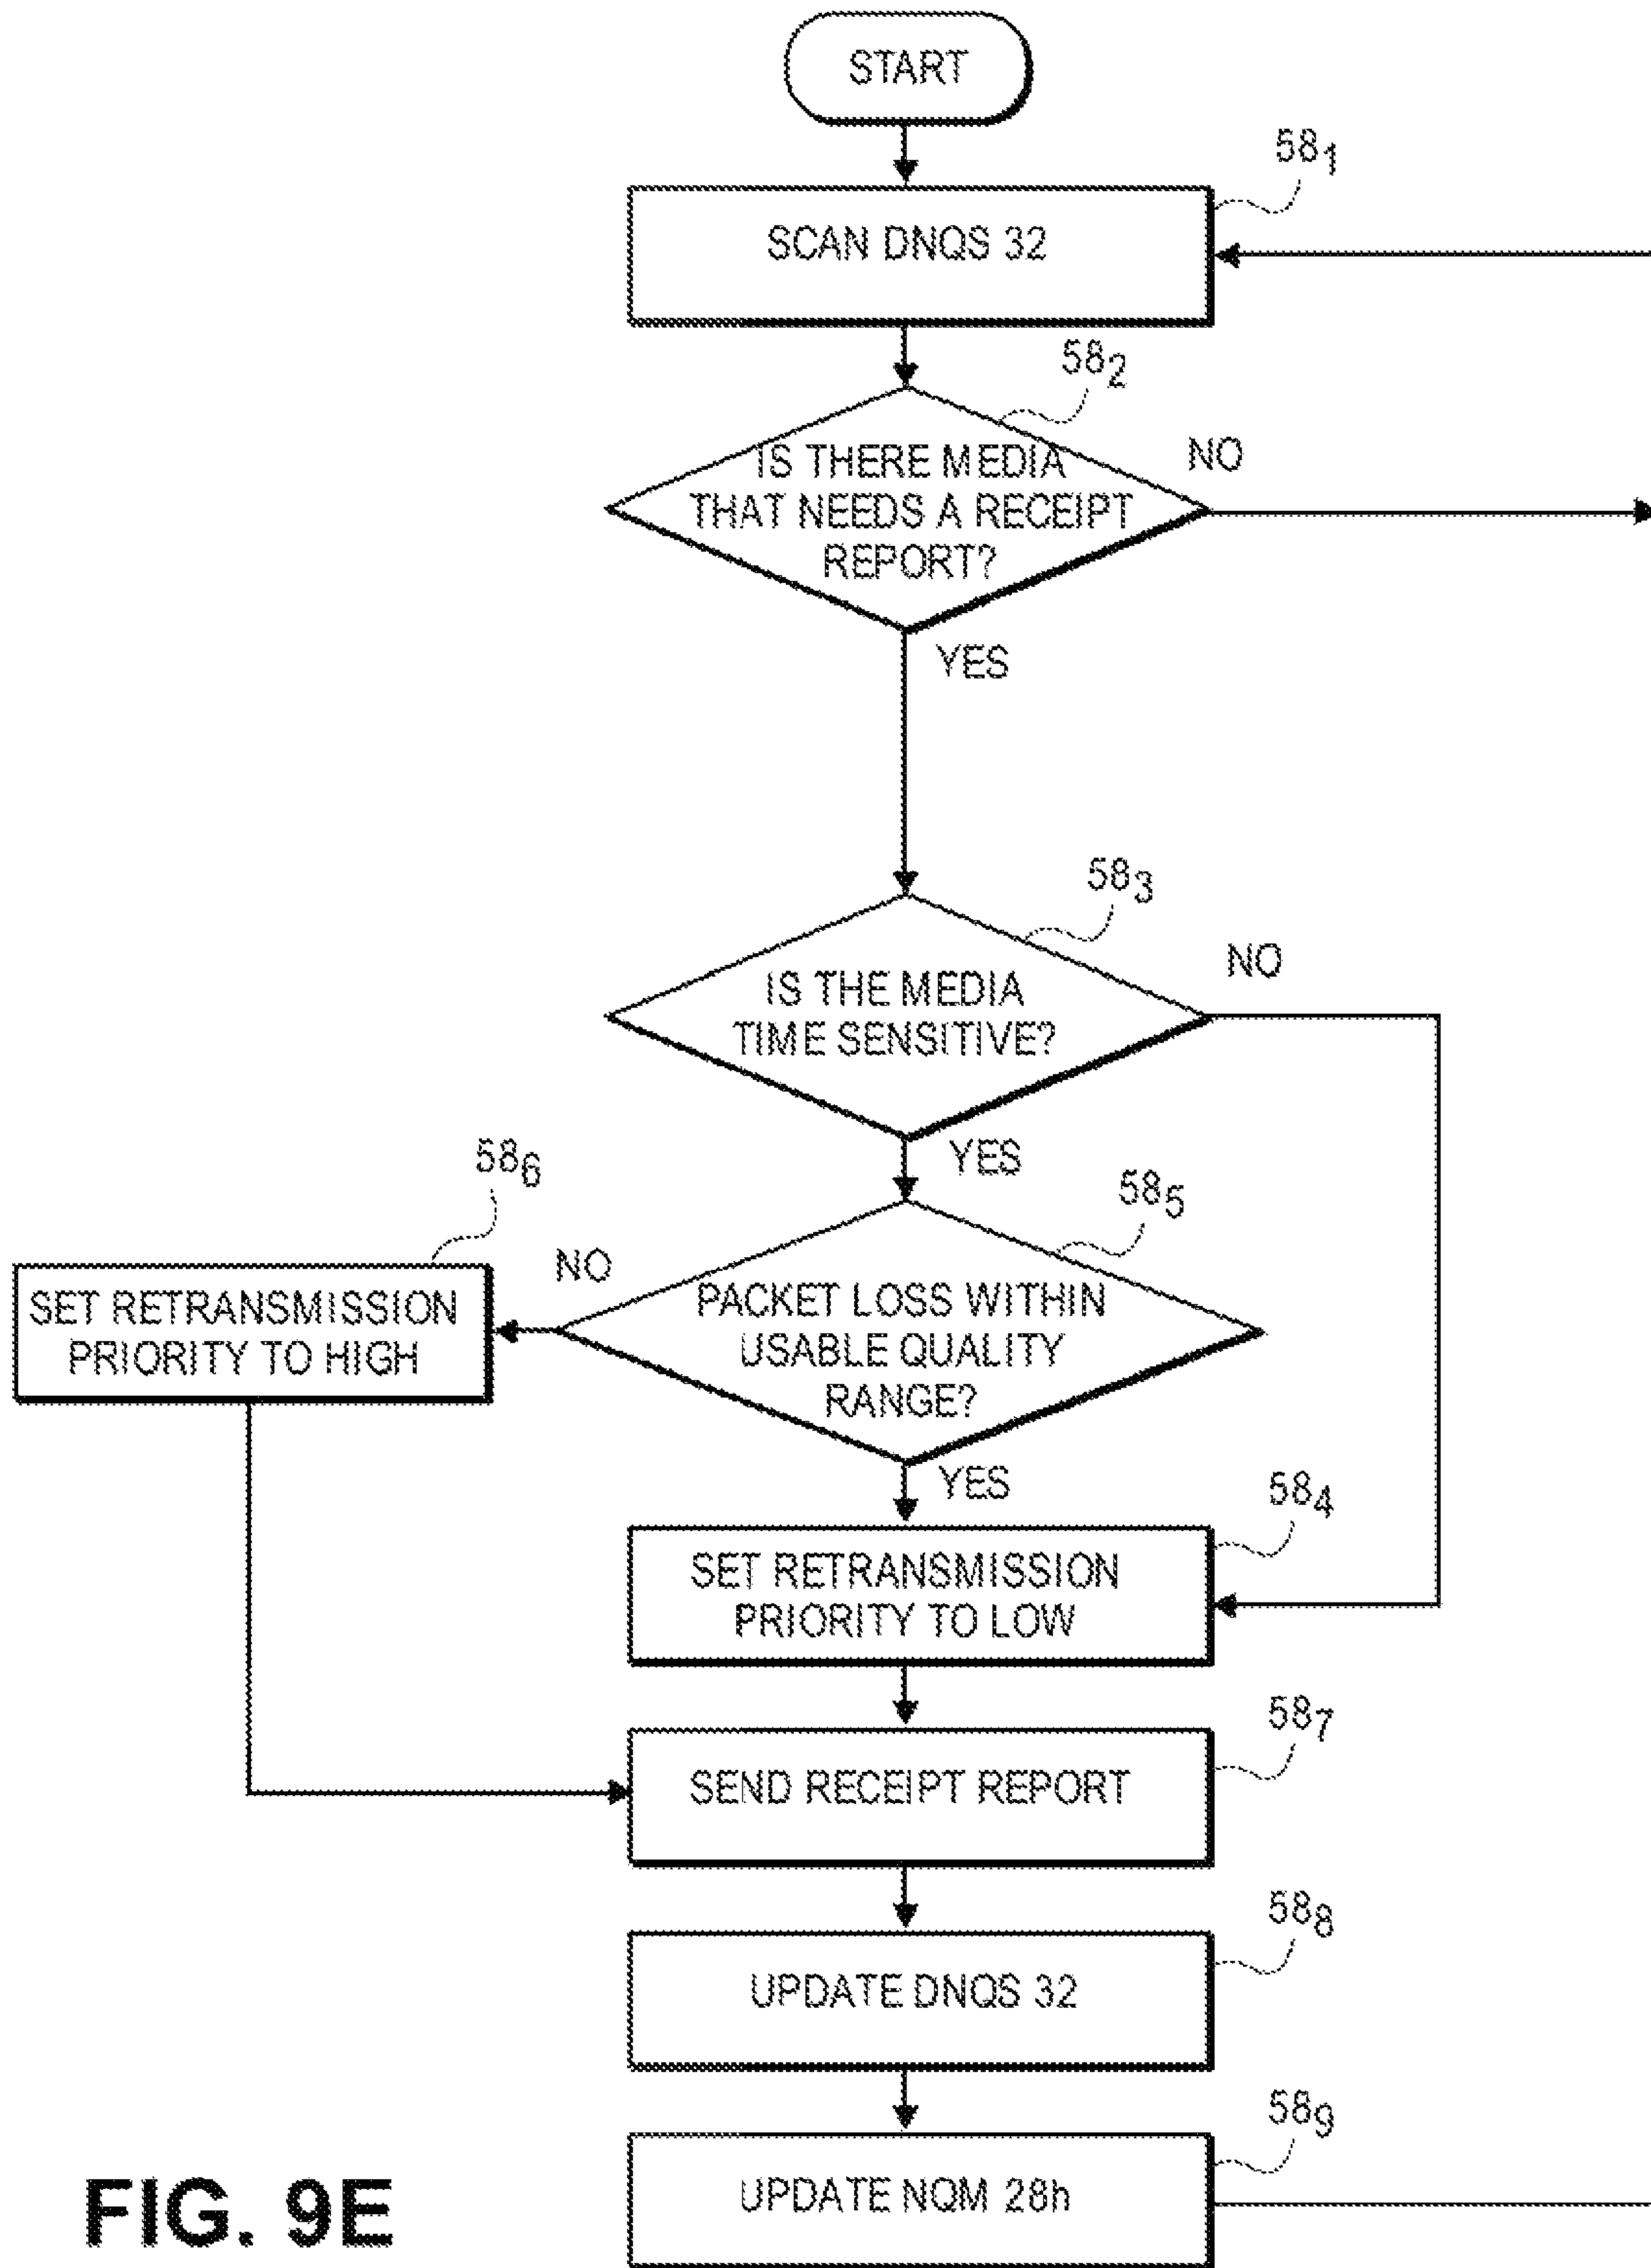 START
58₁
SCAN DNQS 32
58₂
IS THERE MEDIA
THAT NEEDS A RECEIPT
REPORT?
NO
YES
58₃
IS THE MEDIA
TIME SENSITIVE?
NO
YES
58₆
SET RETRANSMISSION
PRIORITY TO HIGH
NO
58₅
PACKET LOSS WITHIN
USABLE QUALITY
RANGE?
YES
58₄
SET RETRANSMISSION
PRIORITY TO LOW
58₇
SEND RECEIPT REPORT
58₈
UPDATE DNQS 32
58₉
UPDATE NQM 28h
FIG. 9E